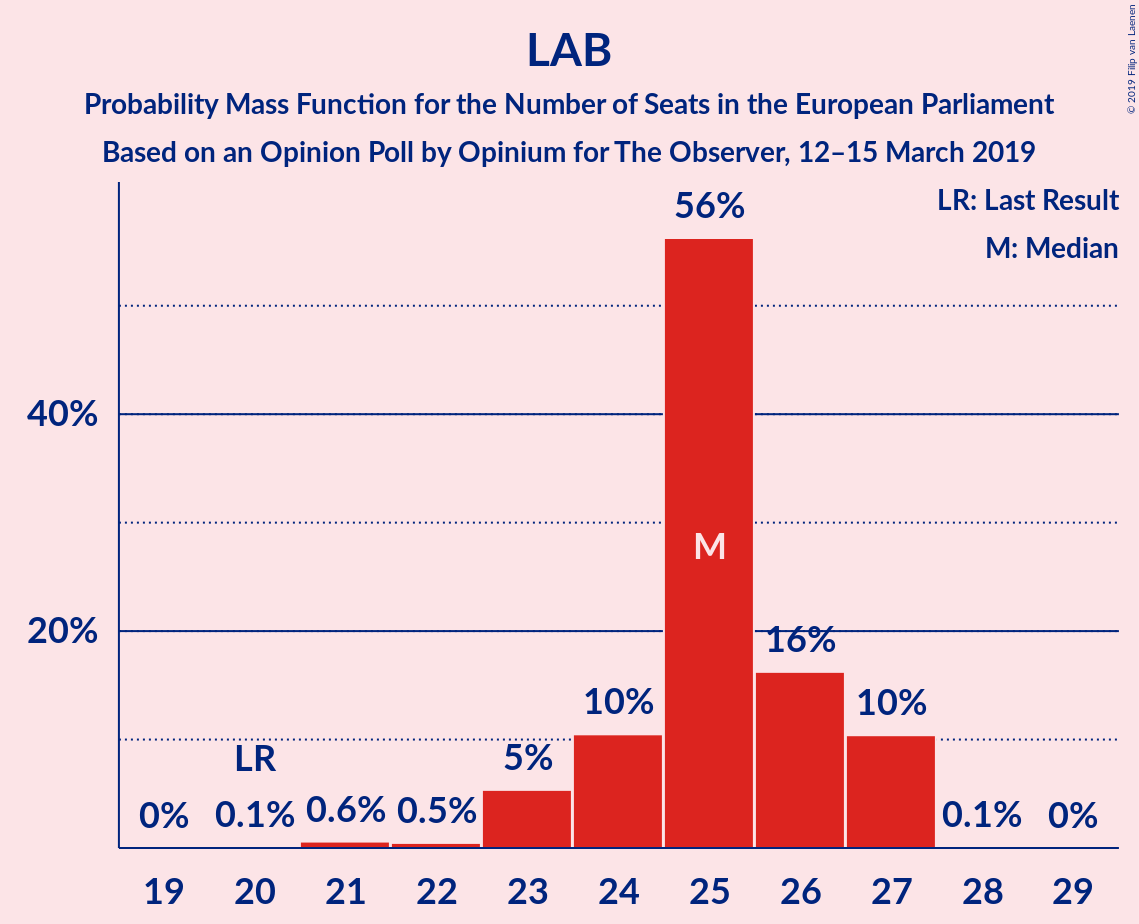 LAB
Probability Mass Function for the Number of Seats in the European Parliament
Based on an Opinion Poll by Opinium for The Observer, 12–15 March 2019
© 2019 Filip van Laenen
LR: Last Result
M: Median
56%
40%
M
20%
16%
10%
10%
LR
5%
0%
0.1%
0.6%
0.5%
0.1%
0%
19 20 21 22 23 24 25 26 27 28 29